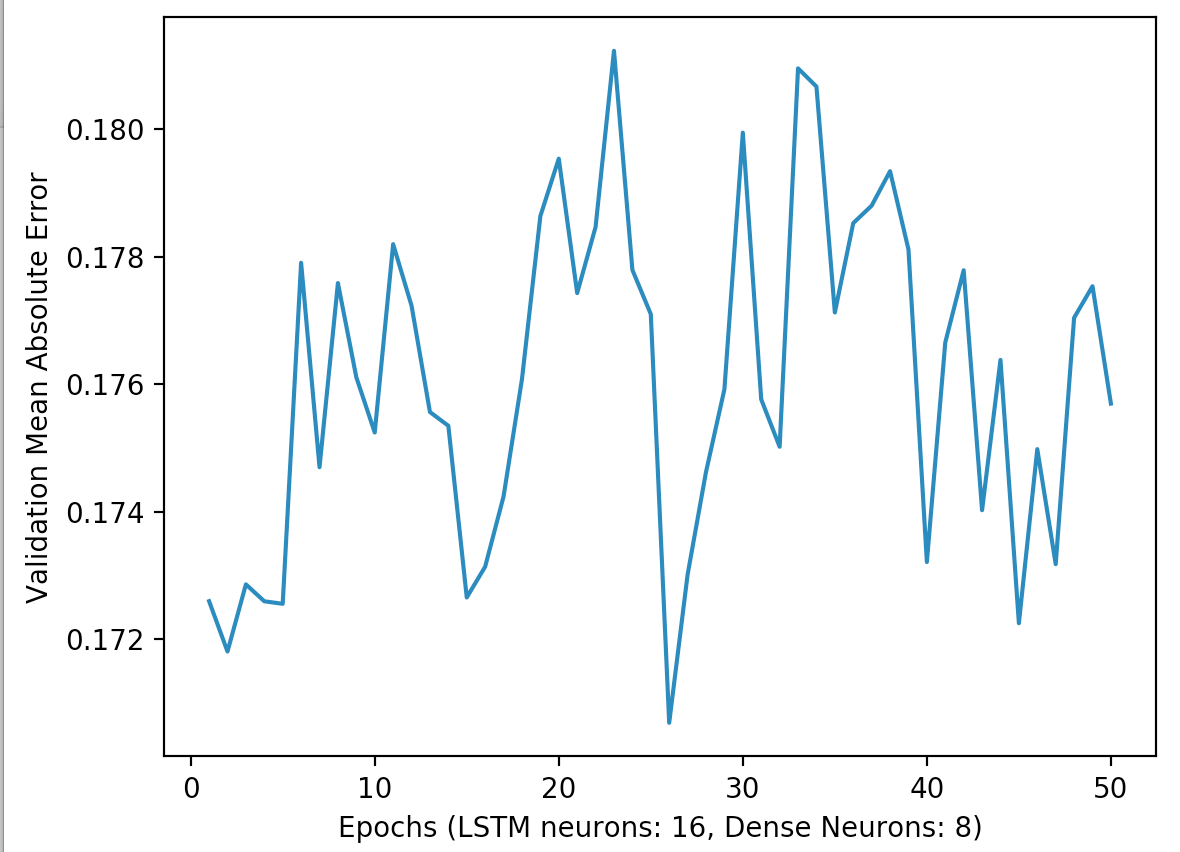 Validation Mean Absolute Error
0.180
0.178
0.176
0.174
0.172
0 10 20 30 40 50
Epochs (LSTM neurons: 16, Dense Neurons: 8)